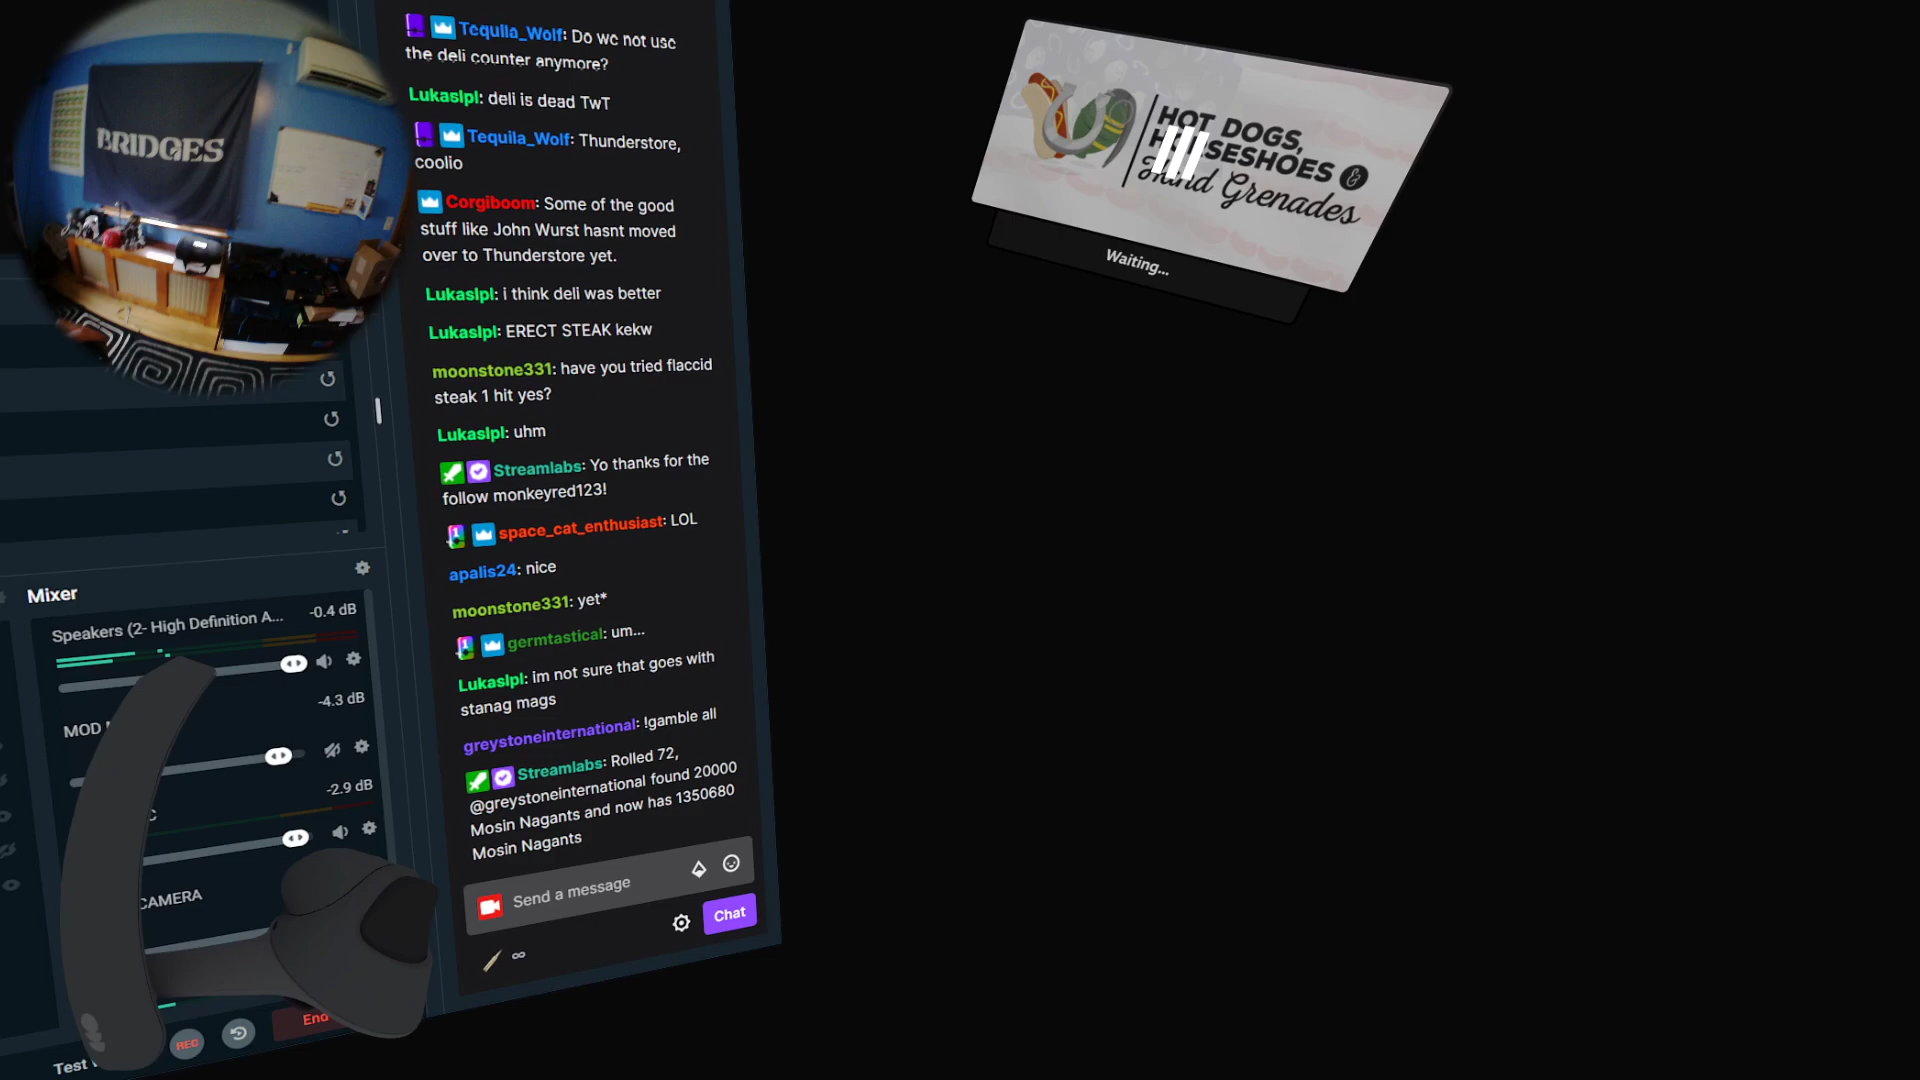 BRIDGES
Tequila_Wolf: Do we not use
the deli counter anymore?
Lukaslpl: deli is dead TwT
Tequila_Wolf: Thunderstore,
coolio
Corgiboom: Some of the good
stuff like John Wurst hasnt moved
over to Thunderstore yet.
Lukaslpl: i think deli was better
Lukaslpl: ERECT STEAK kekw
moonstone331: have you tried flaccid
steak 1 hit yes?
Lukaslpl: uhm
Streamlabs: Yo thanks for the
follow monkeyred123!
space_cat_enthusiast: LOL
apalis24: nice
moonstone331: yet*
germtastical: um...
Lukaslpl: im not sure that goes with
stanag mags
greystoneinternational: !gamble all
Streamlabs: Rolled 72,
@greystoneinternational found 20000
Mosin Nagants and now has 1350680
Mosin Nagants
Send a message
Chat
∞
Mixer
Speakers (2- High Definition A... -0.4 dB
-4.3 dB
MOD
-2.9 dB
C
CAMERA
REC
End
Test
HOT DOGS,
HORSESHOES &
Hand Grenades
Waiting...